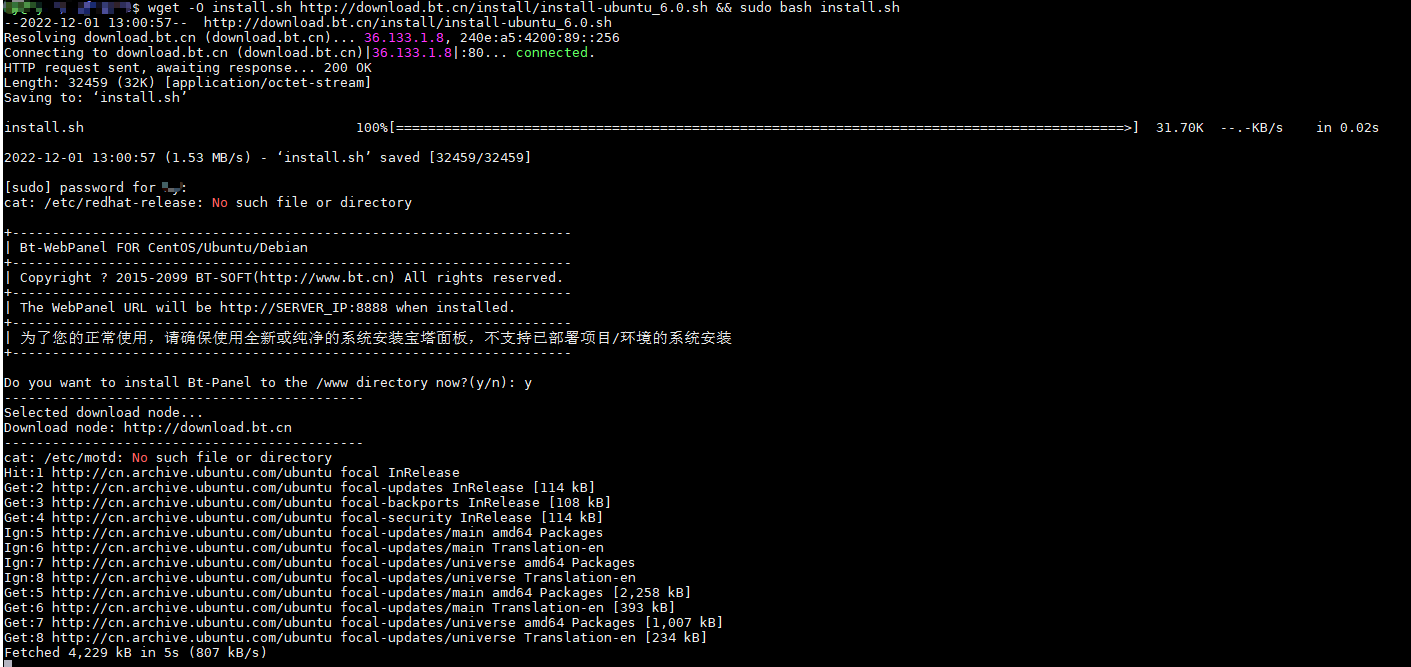 $ wget -O install.sh http://download.bt.cn/install/install-ubuntu_6.0.sh && sudo bash install.sh
--2022-12-01 13:00:57-- http://download.bt.cn/install/install-ubuntu_6.0.sh
Resolving download.bt.cn (download.bt.cn)... 36.133.1.8, 240e:a5:4200:89::256
Connecting to download.bt.cn (download.bt.cn)|36.133.1.8|:80... connected.
HTTP request sent, awaiting response... 200 OK
Length: 32459 (32K) [application/octet-stream]
Saving to: ‘install.sh’
install.sh 100%[===========================================================================================>] 31.70K --.-KB/s in 0.02s
2022-12-01 13:00:57 (1.53 MB/s) - ‘install.sh’ saved [32459/32459]
[sudo] password for :
cat: /etc/redhat-release: No such file or directory
+----------------------------------------------------------------------
| Bt-WebPanel FOR CentOS/Ubuntu/Debian
+----------------------------------------------------------------------
| Copyright ? 2015-2099 BT-SOFT(http://www.bt.cn) All rights reserved.
+----------------------------------------------------------------------
| The WebPanel URL will be http://SERVER_IP:8888 when installed.
+----------------------------------------------------------------------
| 为了您的正常使用，请确保使用全新或纯净的系统安装宝塔面板，不支持已部署项目/环境的系统安装
+----------------------------------------------------------------------
Do you want to install Bt-Panel to the /www directory now?(y/n): y
---------------------------------------------
Selected download node...
Download node: http://download.bt.cn
---------------------------------------------
cat: /etc/motd: No such file or directory
Hit:1 http://cn.archive.ubuntu.com/ubuntu focal InRelease
Get:2 http://cn.archive.ubuntu.com/ubuntu focal-updates InRelease [114 kB]
Get:3 http://cn.archive.ubuntu.com/ubuntu focal-backports InRelease [108 kB]
Get:4 http://cn.archive.ubuntu.com/ubuntu focal-security InRelease [114 kB]
Ign:5 http://cn.archive.ubuntu.com/ubuntu focal-updates/main amd64 Packages
Ign:6 http://cn.archive.ubuntu.com/ubuntu focal-updates/main Translation-en
Ign:7 http://cn.archive.ubuntu.com/ubuntu focal-updates/universe amd64 Packages
Ign:8 http://cn.archive.ubuntu.com/ubuntu focal-updates/universe Translation-en
Get:5 http://cn.archive.ubuntu.com/ubuntu focal-updates/main amd64 Packages [2,258 kB]
Get:6 http://cn.archive.ubuntu.com/ubuntu focal-updates/main Translation-en [393 kB]
Get:7 http://cn.archive.ubuntu.com/ubuntu focal-updates/universe amd64 Packages [1,007 kB]
Get:8 http://cn.archive.ubuntu.com/ubuntu focal-updates/universe Translation-en [234 kB]
Fetched 4,229 kB in 5s (807 kB/s)